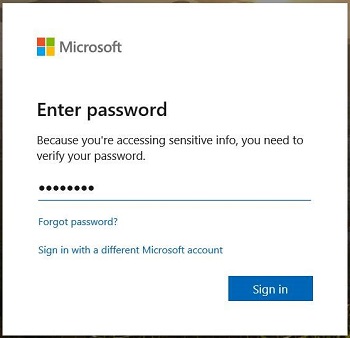 Microsoft
Enter password
Because you're accessing sensitive info, you need to
verify your password.
••••••••
Forgot password?
Sign in with a different Microsoft account
Sign in